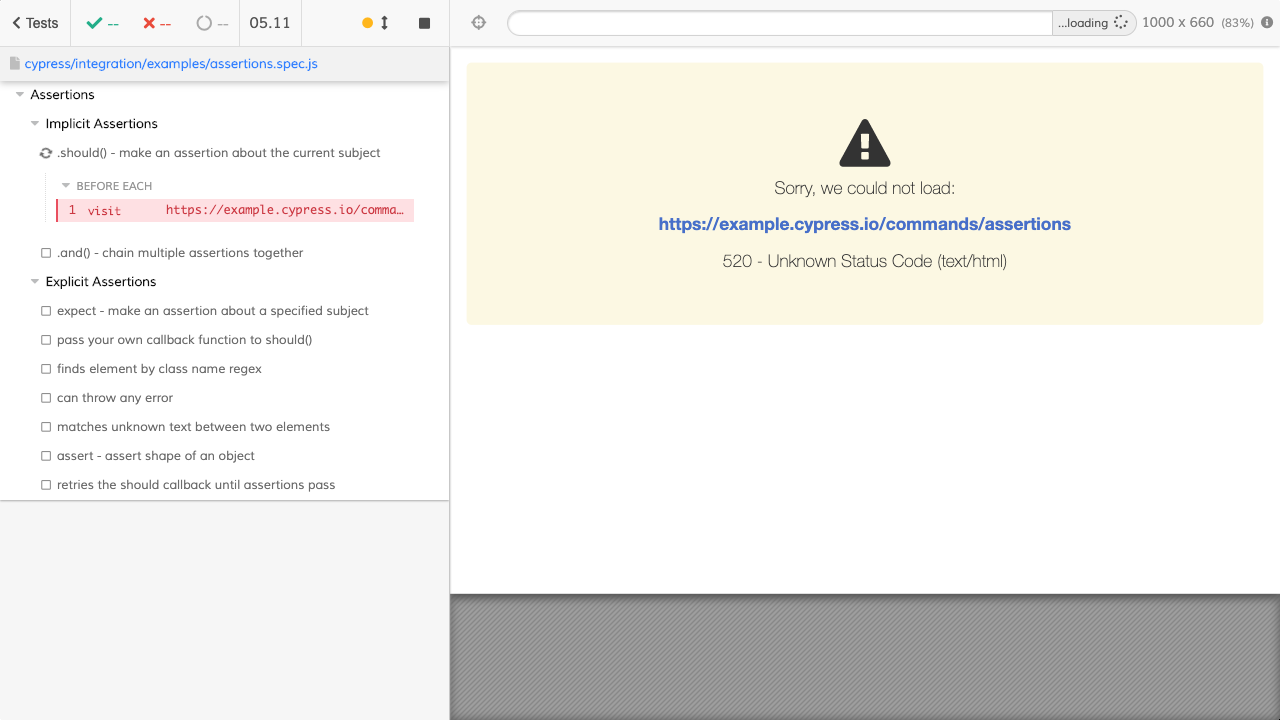 Tests
--
--
--
05.11
...loading
1000 x 660 (83%)
cypress/integration/examples/assertions.spec.js
Assertions
Implicit Assertions
.should() - make an assertion about the current subject
BEFORE EACH
1 visit https://example.cypress.io/comma...
.and() - chain multiple assertions together
Explicit Assertions
expect - make an assertion about a specified subject
pass your own callback function to should()
finds element by class name regex
can throw any error
matches unknown text between two elements
assert - assert shape of an object
retries the should callback until assertions pass
Sorry, we could not load:
https://example.cypress.io/commands/assertions
520 - Unknown Status Code (text/html)